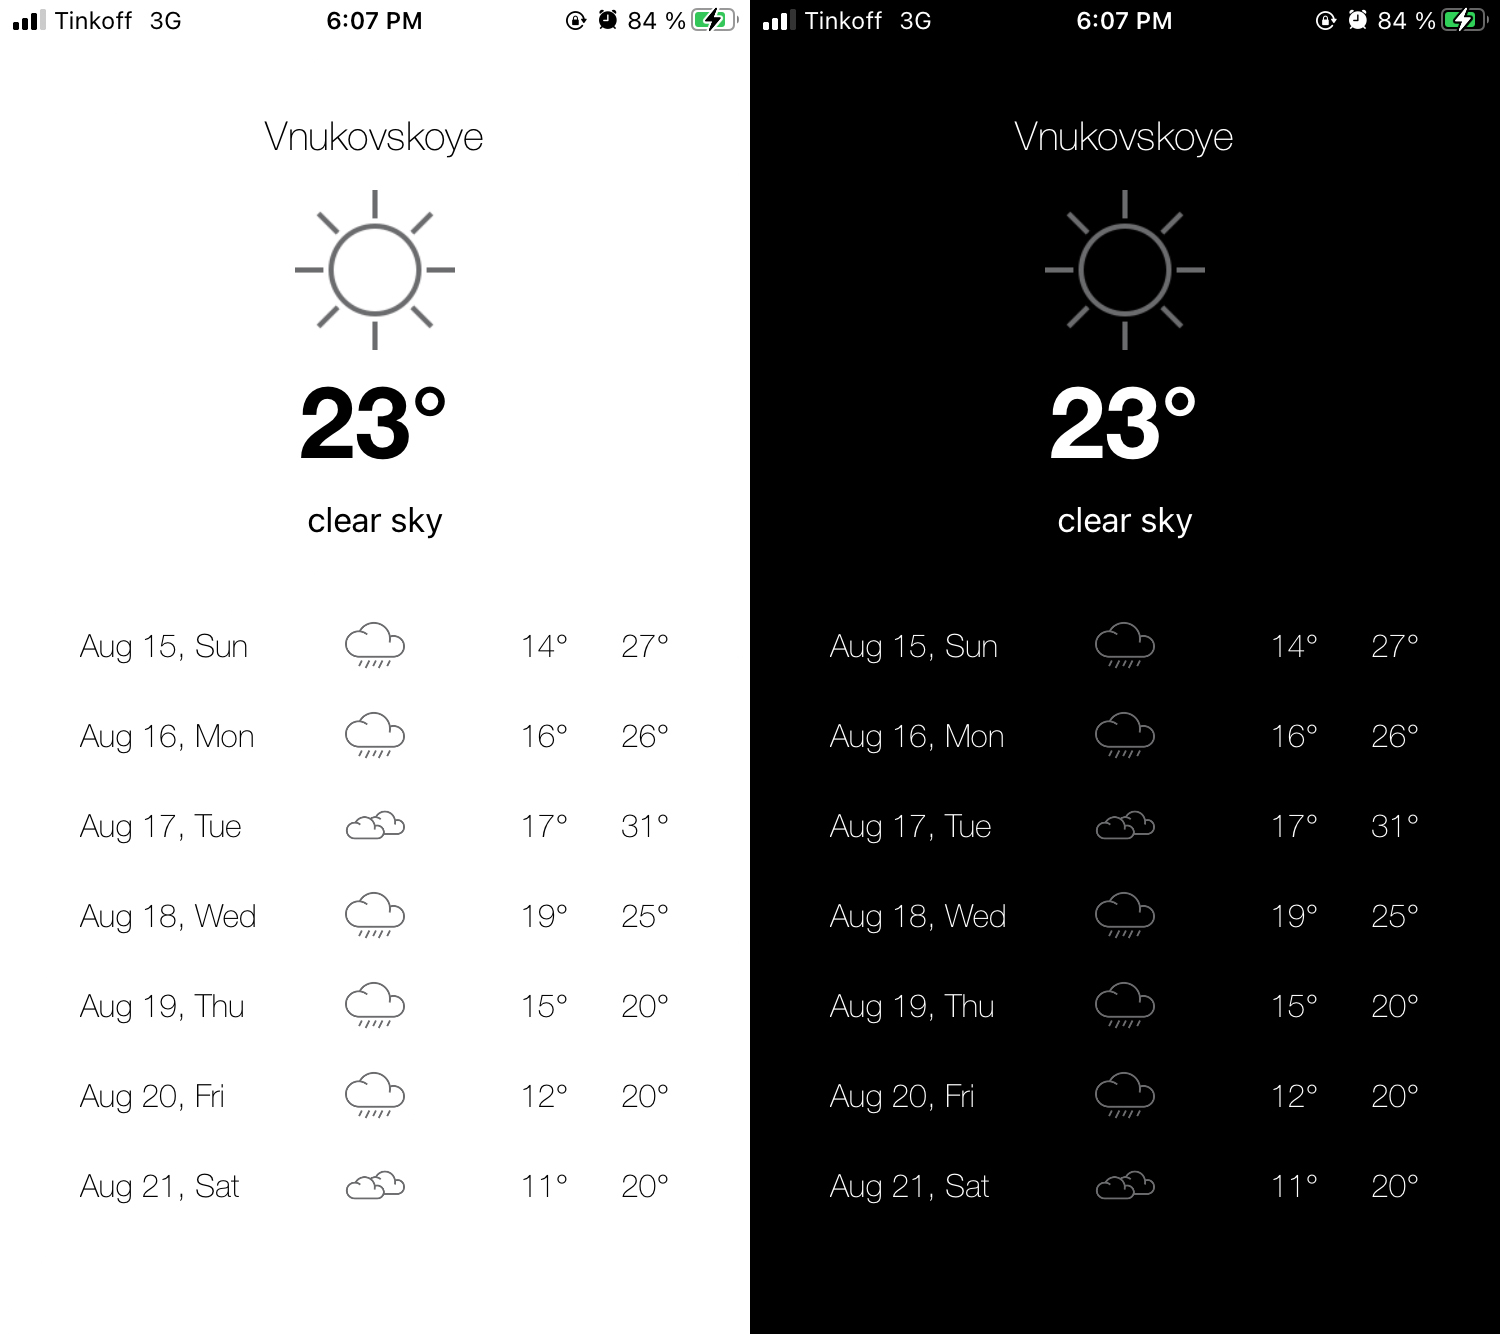 Tinkoff 3G 6:07 PM 84 %
Vnukovskoye
23°
clear sky
Aug 15, Sun 14° 27°
Aug 16, Mon 16° 26°
Aug 17, Tue 17° 31°
Aug 18, Wed 19° 25°
Aug 19, Thu 15° 20°
Aug 20, Fri 12° 20°
Aug 21, Sat 11° 20°
Tinkoff 3G 6:07 PM 84 %
Vnukovskoye
23°
clear sky
Aug 15, Sun 14° 27°
Aug 16, Mon 16° 26°
Aug 17, Tue 17° 31°
Aug 18, Wed 19° 25°
Aug 19, Thu 15° 20°
Aug 20, Fri 12° 20°
Aug 21, Sat 11° 20°